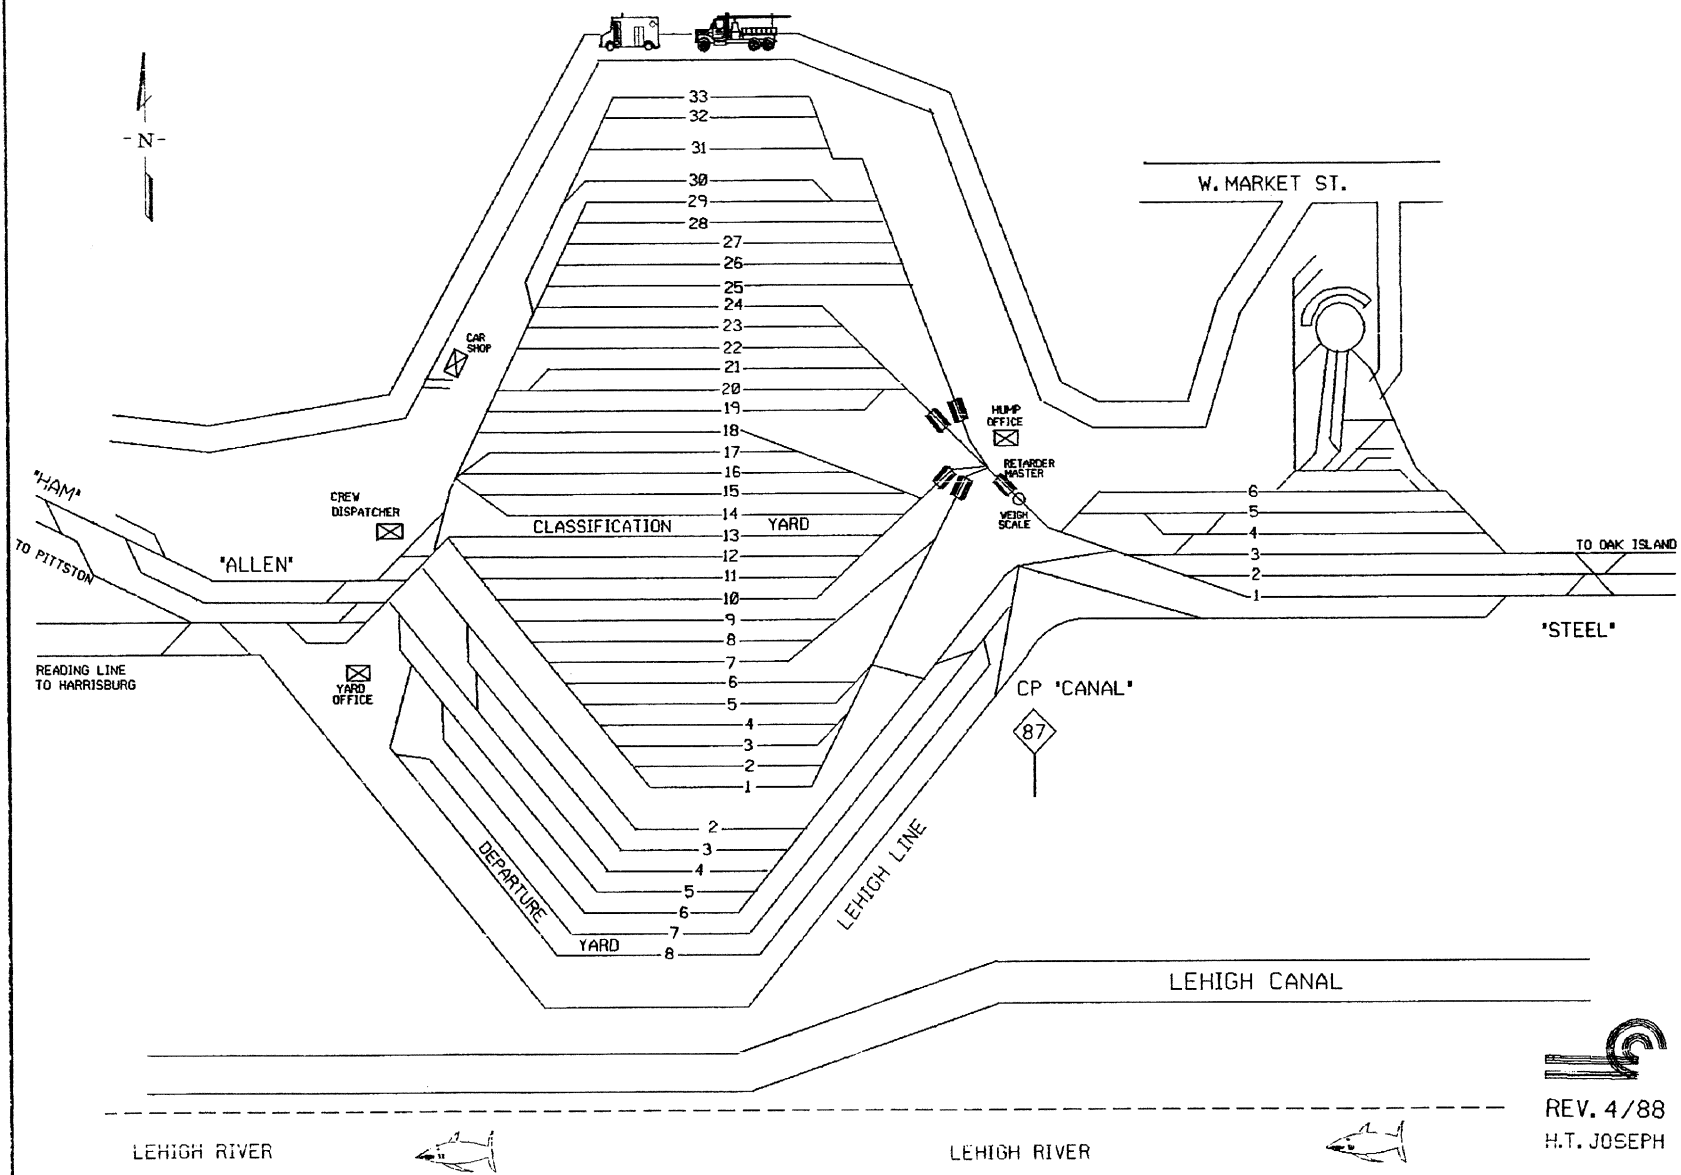 33
32
- N -
31
30
W. MARKET ST.
29
28
27
26
25
24
23
22
CAR
SHOP
21
20
19
HUMP
OFFICE
18
17
RETARDER
MASTER
16
"HAM"
CREW
DISPATCHER
15
6
14
WEIGH
SCALE
5
CLASSIFICATION YARD
13
4
TO PITTSTON
12
3
TO OAK ISLAND
"ALLEN"
11
2
10
1
9
"STEEL"
8
READING LINE
TO HARRISBURG
7
YARD
OFFICE
6
CP "CANAL"
5
4
87
3
2
1
2
3
4
5
6
7
8
DEPARTURE
YARD
LEHIGH LINE
LEHIGH CANAL
REV. 4/88
H.T. JOSEPH
LEHIGH RIVER
LEHIGH RIVER